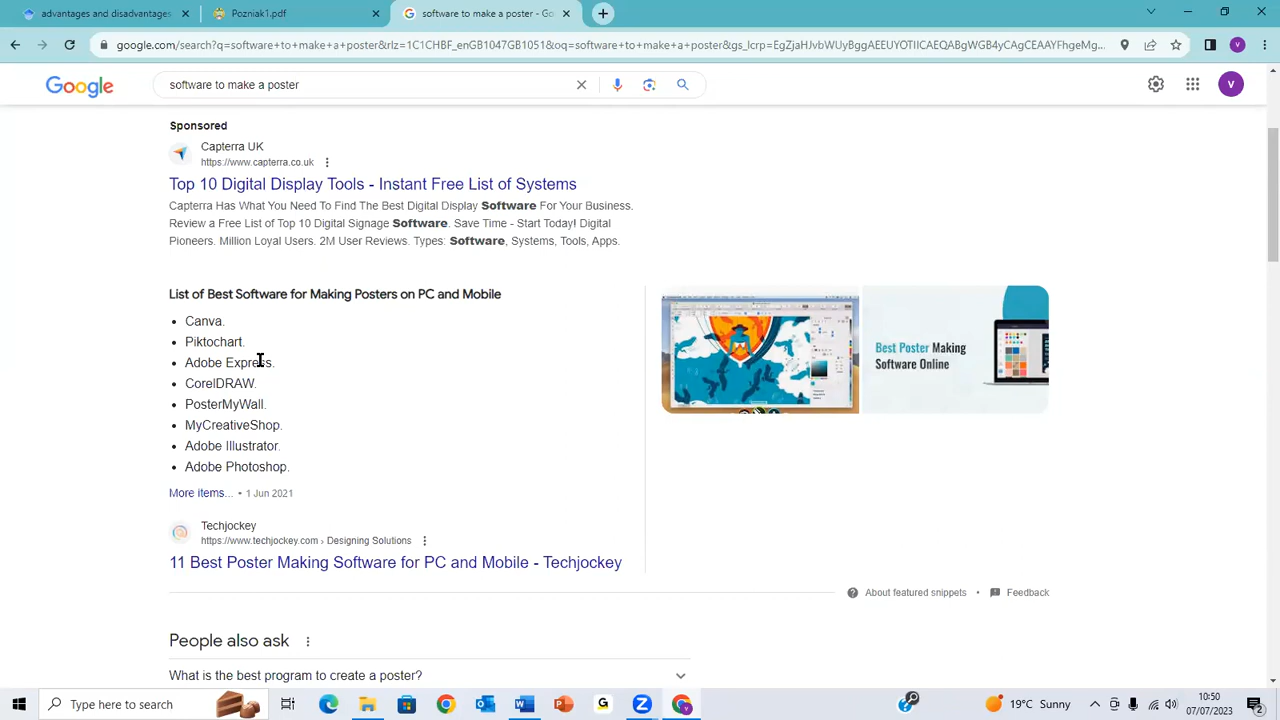 advantages and disadvantages
Poznaik1.pdf
software to make a poster - Go
google.com/search?q=software+to+make+a+poster&rlz=1C1CHBF_enGB1047GB1051&oq=software+to+make+a+poster&gs_lcrp=EgZjaHJvbWUyBggAEEUYOTIICAEQABgWGB4yCAgCEAAYFhgeMg...
V
Google
software to make a poster
V
Sponsored
Capterra UK
https://www.capterra.co.uk
Top 10 Digital Display Tools - Instant Free List of Systems
Capterra Has What You Need To Find The Best Digital Display Software For Your Business.
Review a Free List of Top 10 Digital Signage Software. Save Time - Start Today! Digital
Pioneers. Million Loyal Users. 2M User Reviews. Types: Software, Systems, Tools, Apps.
List of Best Software for Making Posters on PC and Mobile
• Canva.
• Piktochart.
• Adobe Express.
• CorelDRAW.
• PosterMyWall.
• MyCreativeShop.
• Adobe Illustrator.
• Adobe Photoshop.
Best Poster Making
Software Online
More items... • 1 Jun 2021
Techjockey
https://www.techjockey.com › Designing Solutions
11 Best Poster Making Software for PC and Mobile - Techjockey
About featured snippets • Feedback
People also ask
What is the best program to create a poster?
Type here to search
19°C Sunny
10:50
07/07/2023
2